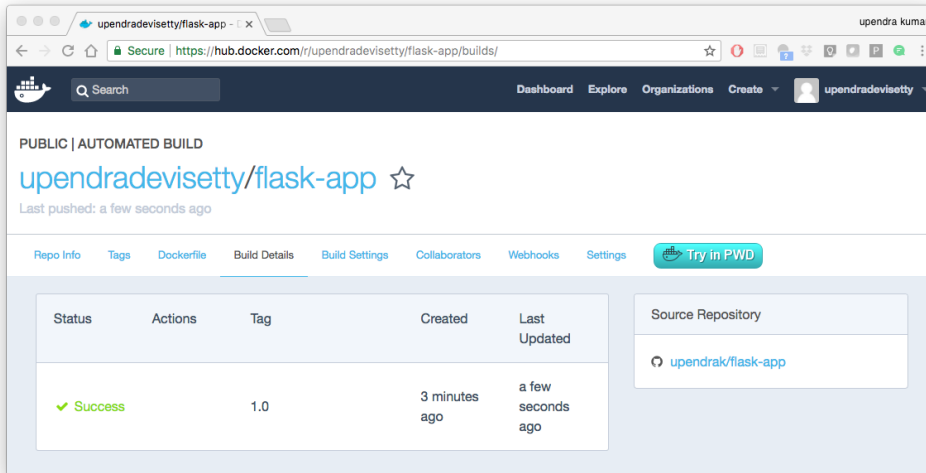 upendradevisetty/flask-app - D
upendra kumar
Secure | https://hub.docker.com/r/upendradevisetty/flask-app/builds/
Search Dashboard Explore Organizations Create upendradevisetty
PUBLIC | AUTOMATED BUILD
upendradevisetty/flask-app
Last pushed: a few seconds ago
Repo Info Tags Dockerfile Build Details Build Settings Collaborators Webhooks Settings Try in PWD
Status Actions Tag Created Last
Updated
Success 1.0 3 minutes
ago
a few
seconds
ago
Source Repository
upendrak/flask-app